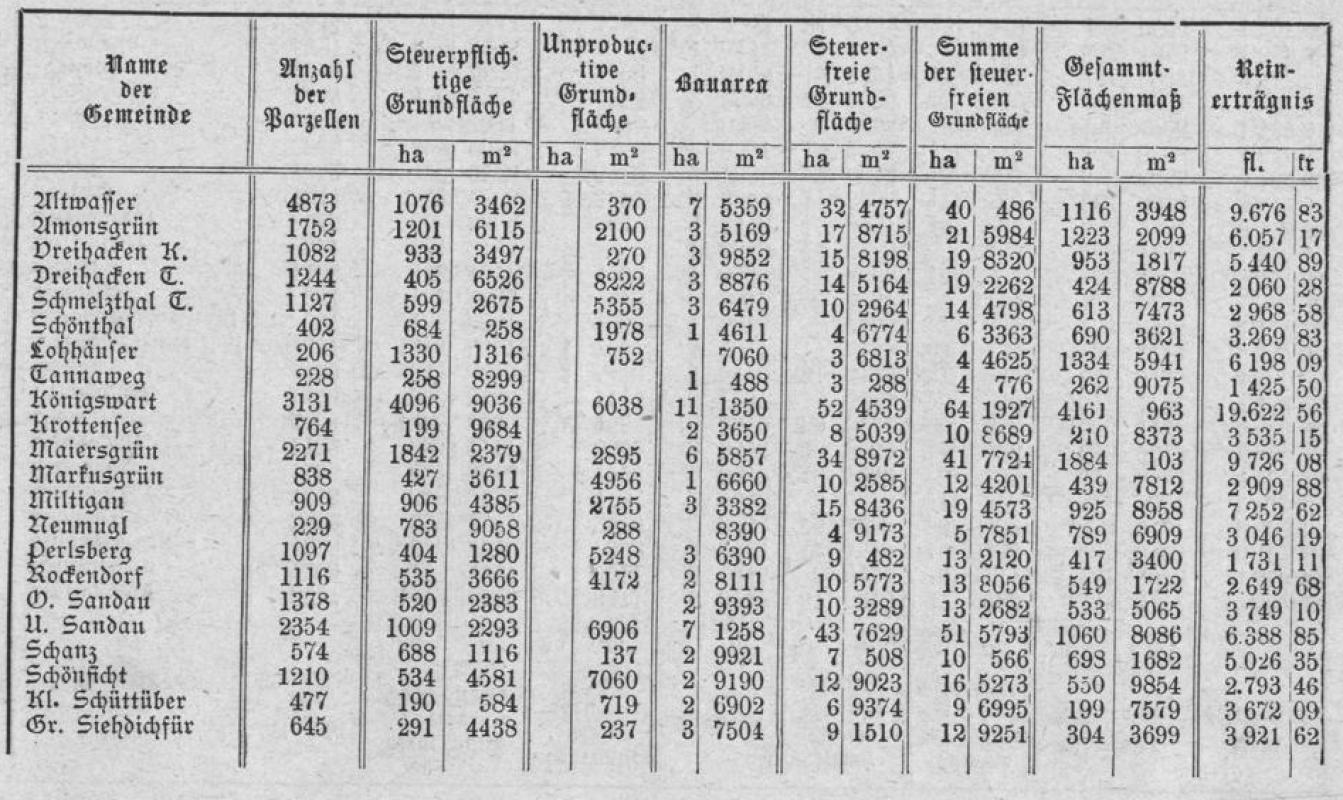 Name der Gemeinde | Anzahl der Parzellen | Steuerpflichtige Grundfläche | Unproductive Grundfläche | Bauarea | Steuerfreie Grundfläche | Summe der steuerfreien Grundfläche | Gesammt-Flächenmaß | Reinerträgnis
ha m² | ha m² | ha m² | ha m² | ha m² | ha m² | fl. kr
Altwasser 4873 1076 3462 370 7 5359 32 4757 40 486 1116 3948 9.676 83
Amonsgrün 1752 1201 6115 2100 3 5169 17 8715 21 5984 1223 2099 6.057 17
Dreihacken K. 1082 933 3497 270 3 9852 15 8198 19 8320 953 1817 5 440 89
Dreihacken T. 1244 405 6526 8222 3 8876 14 5164 19 2262 424 8788 2 060 28
Schmelzthal T. 1127 599 2675 5355 3 6479 10 2964 14 4798 613 7473 2 968 58
Schönthal 402 684 258 1978 1 4611 4 6774 6 3363 690 3621 3.269 83
Lohhäuser 206 1330 1316 752 7060 3 6813 4 4625 1334 5941 6 198 09
Tannaweg 228 258 8299 1 488 3 288 4 776 262 9075 1 425 50
Königswart 3131 4096 9036 6038 11 1350 52 4539 64 1927 4161 963 19.622 56
Krottensee 764 199 9684 2 3650 8 5039 10 8689 210 8373 3 535 15
Maiersgrün 2271 1842 2379 2895 6 5857 34 8972 41 7724 1884 103 9 726 08
Markusgrün 838 427 3611 4956 1 6660 10 2585 12 4201 439 7812 2 909 88
Miltigau 909 906 4385 2755 3 3382 15 8436 19 4573 925 8958 7 252 62
Neumugl 229 783 9058 288 8390 4 9173 5 7851 789 6909 3 046 19
Perlsberg 1097 404 1280 5248 3 6390 9 482 13 2120 417 3400 1 731 11
Rockendorf 1116 535 3666 4172 2 8111 10 5773 13 8056 549 1722 2.649 68
O. Sandau 1378 520 2383 2 9393 10 3289 13 2682 533 5065 3 749 10
U. Sandau 2354 1009 2293 6906 7 1258 43 7629 51 5793 1060 8086 6.388 85
Schanz 574 688 1116 137 2 9921 7 508 10 566 698 1682 5.026 35
Schönficht 1210 534 4581 7060 2 9190 12 9023 16 5273 550 9854 2.793 46
Kl. Schüttüber 477 190 584 719 2 6902 6 9374 9 6995 199 7579 3 672 09
Gr. Siehdichfür 645 291 4438 237 3 7504 9 1510 12 9251 304 3699 3 921 62